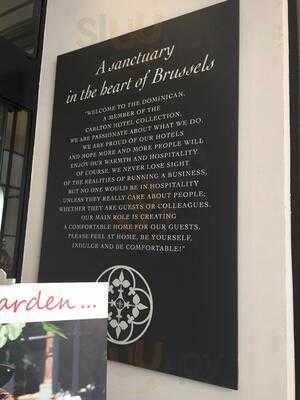 A sanctuary
in the heart of Brussels
"WELCOME TO THE DOMINICAN,
A MEMBER OF THE
CARLTON HOTEL COLLECTION.
WE ARE PASSIONATE ABOUT WHAT WE DO.
WE ARE PROUD OF OUR HOTELS
AND HOPE MORE AND MORE PEOPLE WILL
ENJOY OUR WARMTH AND HOSPITALITY.
OF COURSE, WE NEVER LOSE SIGHT
OF THE REALITIES OF RUNNING A BUSINESS,
BUT NO ONE WOULD BE IN HOSPITALITY
UNLESS THEY REALLY CARE ABOUT PEOPLE;
WHETHER THEY ARE GUESTS OR COLLEAGUES.
OUR MAIN ROLE IS CREATING
A COMFORTABLE HOME FOR OUR GUESTS.
PLEASE FEEL AT HOME, BE YOURSELF,
INDULGE AND BE COMFORTABLE!"
arden ...